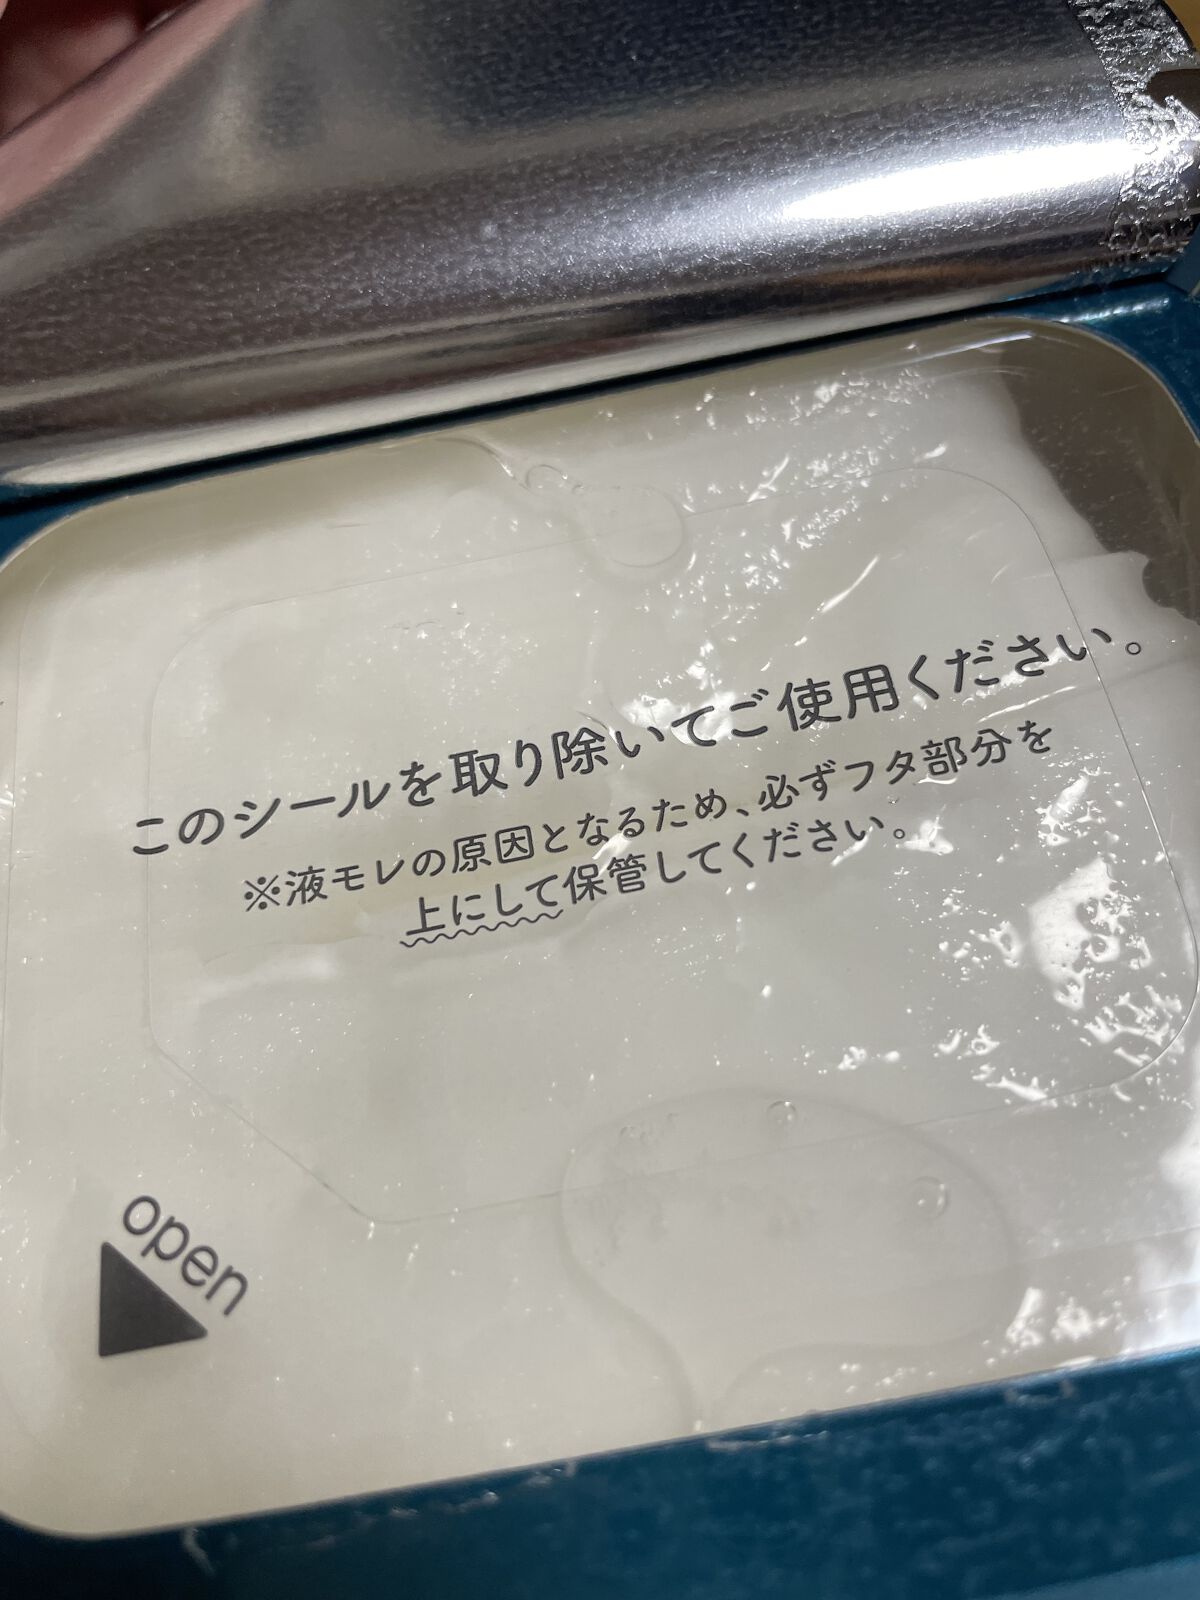 このシールを取り除いてご使用ください。
※液モレの原因となるため、必ずフタ部分を
上にして保管してください。
open